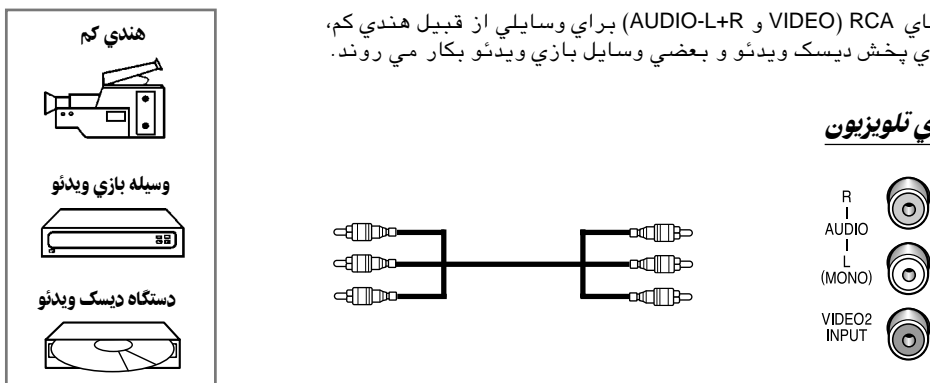 RCA (VIDEO و AUDIO-L+R) براي وسايلي از قبيل هندي کم،
پخش ديسک ويدئو و بعضي وسايل بازي ويدئو بکار مي روند.
تلويزيون
هندي کم
وسيله بازي ويدئو
دستگاه ديسک ويدئو
R
AUDIO
L
(MONO)
VIDEO2
INPUT